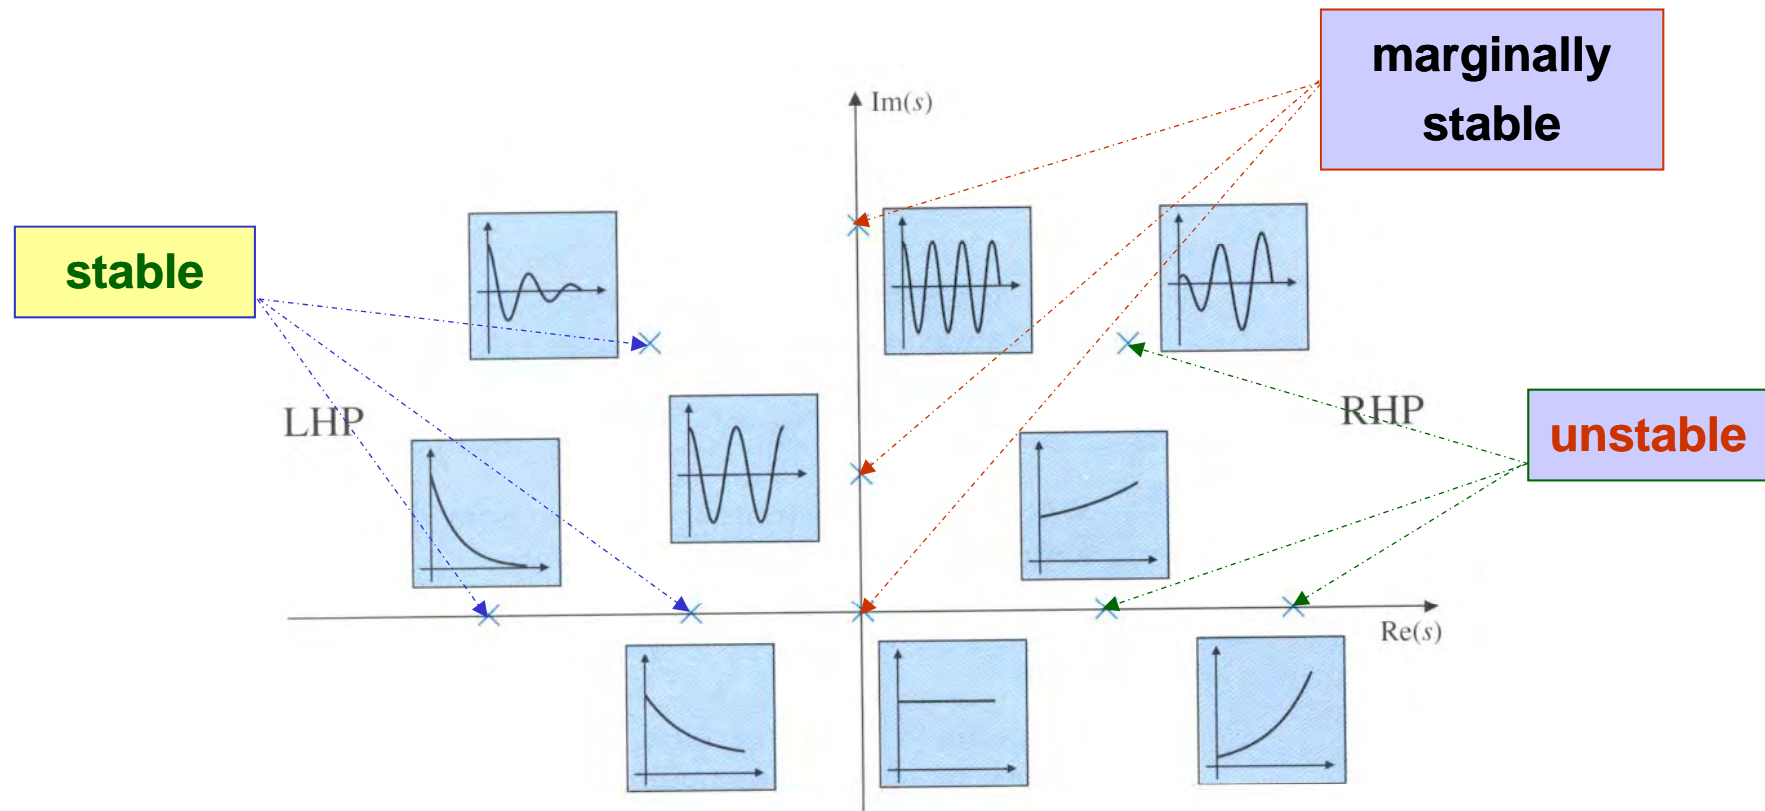 marginally
stable
Im(s)
stable
LHP
RHP
unstable
Re(s)